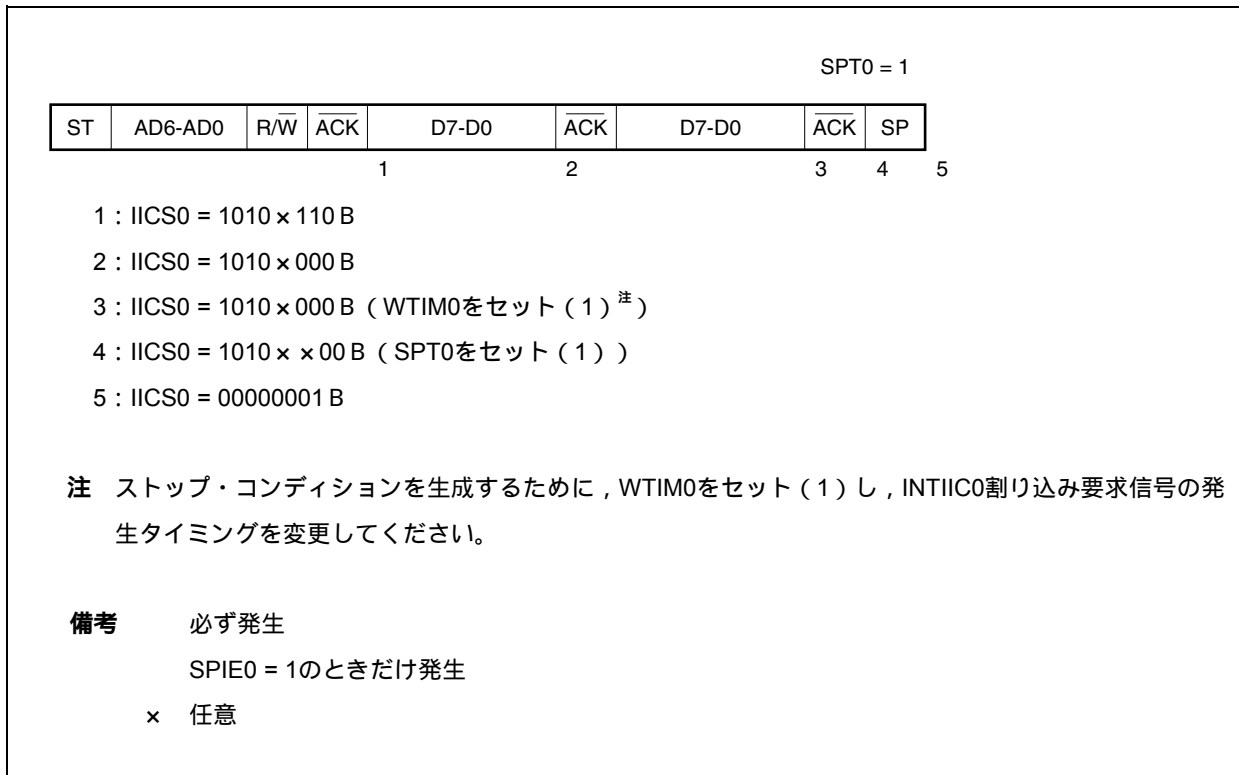 SPT0 = 1
ST AD6-AD0 R/W̅ A̅C̅K̅ D7-D0 A̅C̅K̅ D7-D0 A̅C̅K̅ SP
1 2 3 4 5
1：IICS0 = 1010×110 B
2：IICS0 = 1010×000 B
3：IICS0 = 1010×000 B（WTIM0をセット（1）注）
4：IICS0 = 1010××00 B（SPT0をセット（1））
5：IICS0 = 00000001 B
注 ストップ・コンディションを生成するために，WTIM0をセット（1）し，INTIIC0割り込み要求信号の発
生タイミングを変更してください。
備考 必ず発生
SPIE0 = 1のときだけ発生
× 任意